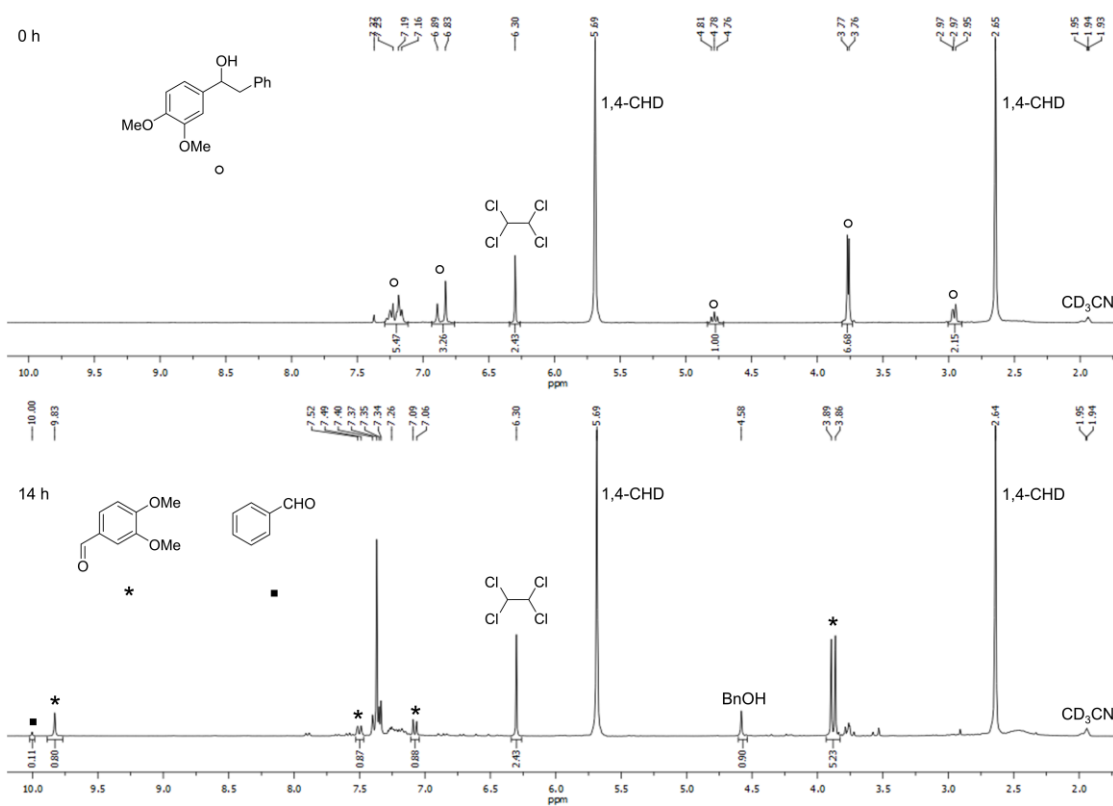 7.25 7.19 7.16 6.89 6.83 6.30 5.69 4.81 4.78 4.76 3.77 3.76 2.97 2.97 2.95 2.65 1.95 1.94 1.93
0 h
OH
Ph
MeO
OMe
1,4-CHD
1,4-CHD
Cl Cl
Cl Cl
CD3CN
5.47 3.26 2.43 1.00 6.68 2.15
10.0 9.5 9.0 8.5 8.0 7.5 7.0 6.5 6.0 5.5 5.0 4.5 4.0 3.5 3.0 2.5 2.0
ppm
10.00 9.83 7.52 7.49 7.40 7.37 7.35 7.34 7.26 7.09 7.06 6.30 5.69 4.58 3.89 3.86 2.64 1.95 1.94
14 h
OMe
OMe
O
CHO
1,4-CHD
1,4-CHD
*
Cl Cl
Cl Cl
*
BnOH
* * *
CD3CN
0.11 0.80 0.87 0.88 2.43 0.90 5.23
10.0 9.5 9.0 8.5 8.0 7.5 7.0 6.5 6.0 5.5 5.0 4.5 4.0 3.5 3.0 2.5 2.0
ppm